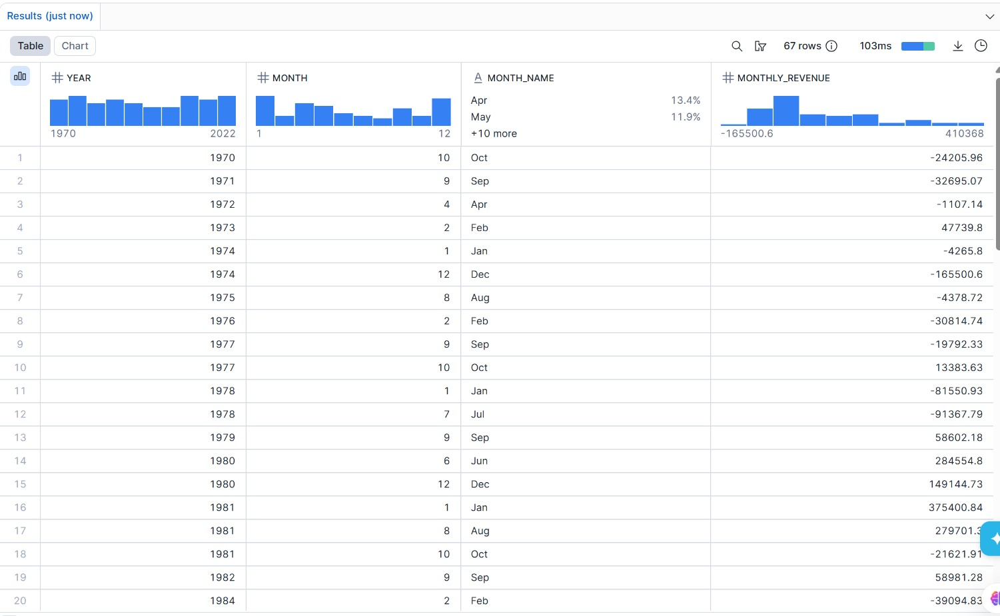 Results (just now)
Table Chart 67 rows 103ms
YEAR MONTH MONTH_NAME MONTHLY_REVENUE
Apr 13.4%
May 11.9%
1970 2022 1 12 +10 more -165500.6 410368
1 1970 10 Oct -24205.96
2 1971 9 Sep -32695.07
3 1972 4 Apr -1107.14
4 1973 2 Feb 47739.8
5 1974 1 Jan -4265.8
6 1974 12 Dec -165500.6
7 1975 8 Aug -4378.72
8 1976 2 Feb -30814.74
9 1977 9 Sep -19792.33
10 1977 10 Oct 13383.63
11 1978 1 Jan -81550.93
12 1978 7 Jul -91367.79
13 1979 9 Sep 58602.18
14 1980 6 Jun 284554.8
15 1980 12 Dec 149144.73
16 1981 1 Jan 375400.84
17 1981 8 Aug 279701.3
18 1981 10 Oct -21621.91
19 1982 9 Sep 58981.28
20 1984 2 Feb -39094.83